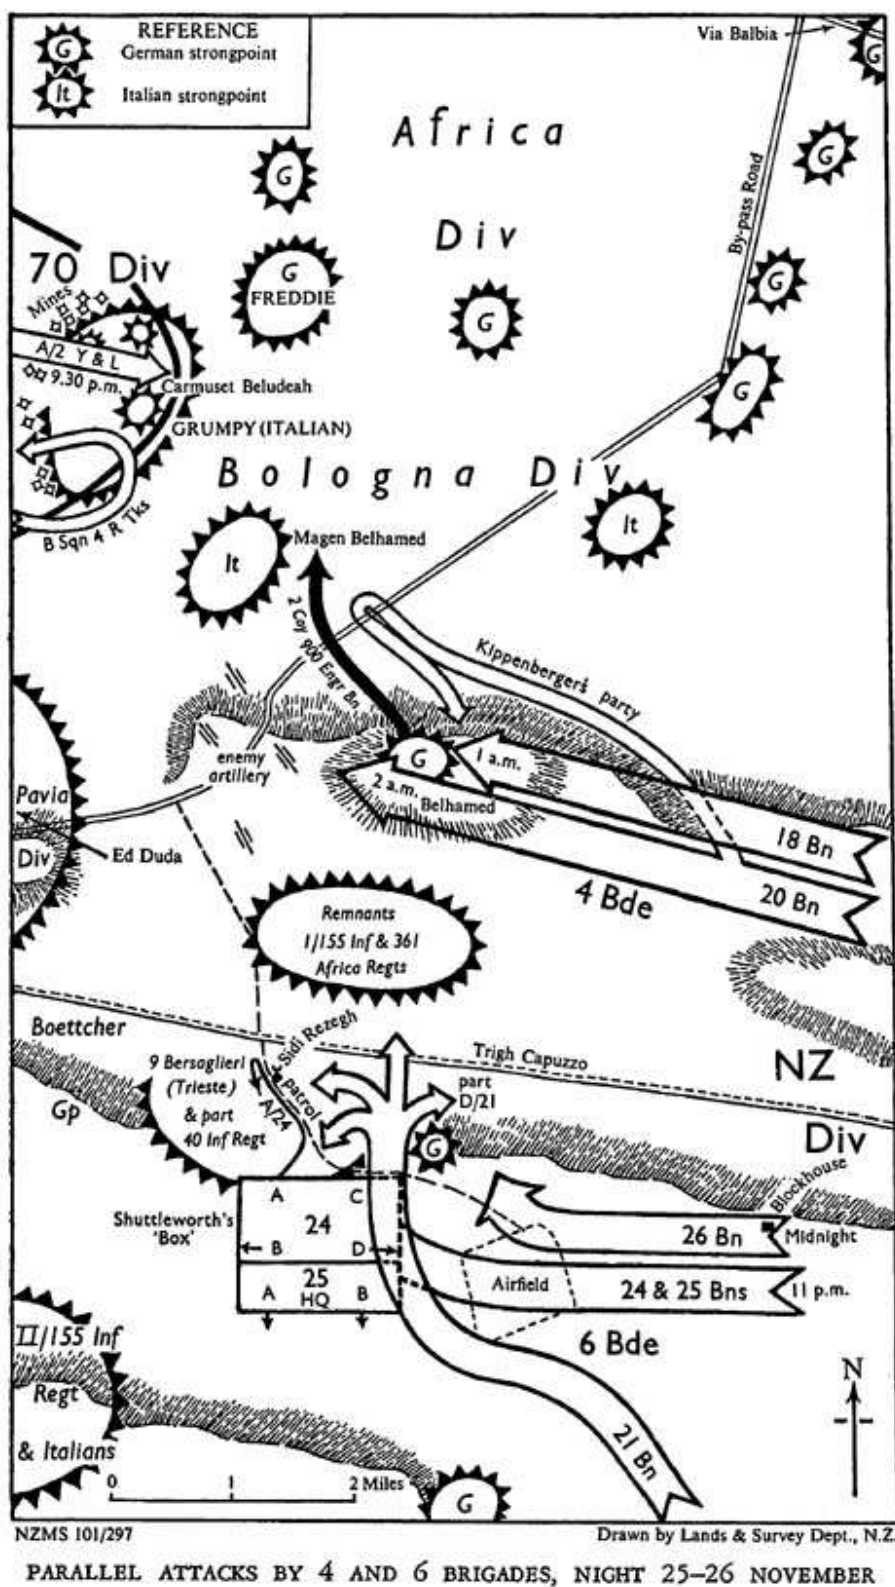 REFERENCE
G German strongpoint
It Italian strongpoint
Via Balbia
G
Africa
G
G
By-pass Road
Div
70 Div
G
FREDDIE
G
G
Mines
A/2 Y & L
9.30 p.m.
Carmuset Beludeah
G
GRUMPY (ITALIAN)
Bologna Div
B Sqn 4 R Tks
It
Magen Belhamed
It
2 Coy 900 Engr Bn
Kippenberger's party
enemy
artillery
G
1 a.m.
2 a.m.
Belhamed
Pavia
Div
Ed Duda
18 Bn
20 Bn
4 Bde
Remnants
1/155 Inf & 361
Africa Regts
Boettcher
Gp
Sidi Rezegh
Trigh Capuzzo
NZ
Div
9 Bersaglieri
(Trieste)
& part
40 Inf Regt
A/24
patrol
part
D/21
G
Blockhouse
Shuttleworth's
'Box'
A C
24
B D
25
HQ
A B
26 Bn
Midnight
Airfield
24 & 25 Bns
11 p.m.
6 Bde
II/155 Inf
Regt
& Italians
21 Bn
N
0 1 2 Miles
G
NZMS 101/297
Drawn by Lands & Survey Dept., N.Z.
PARALLEL ATTACKS BY 4 AND 6 BRIGADES, NIGHT 25–26 NOVEMBER